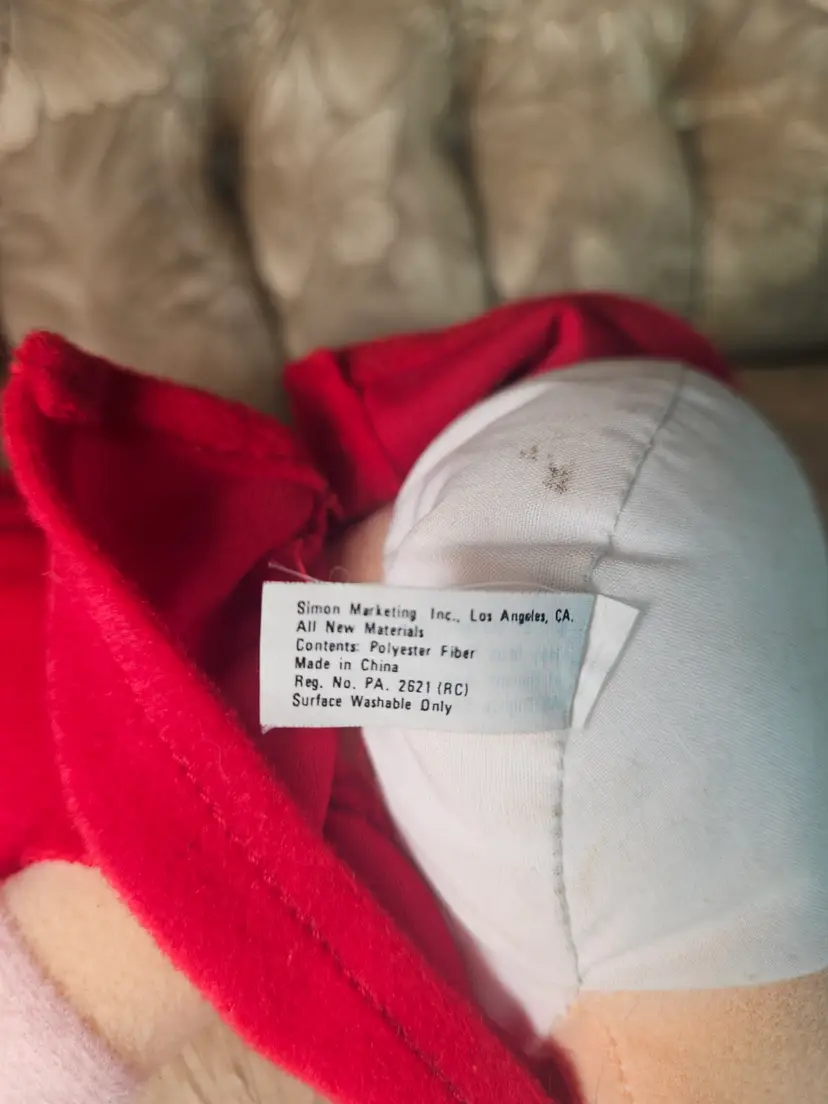 Simon Marketing Inc., Los Angeles, CA.
All New Materials
Contents: Polyester Fiber
Made in China
Reg. No. PA. 2621 (RC)
Surface Washable Only